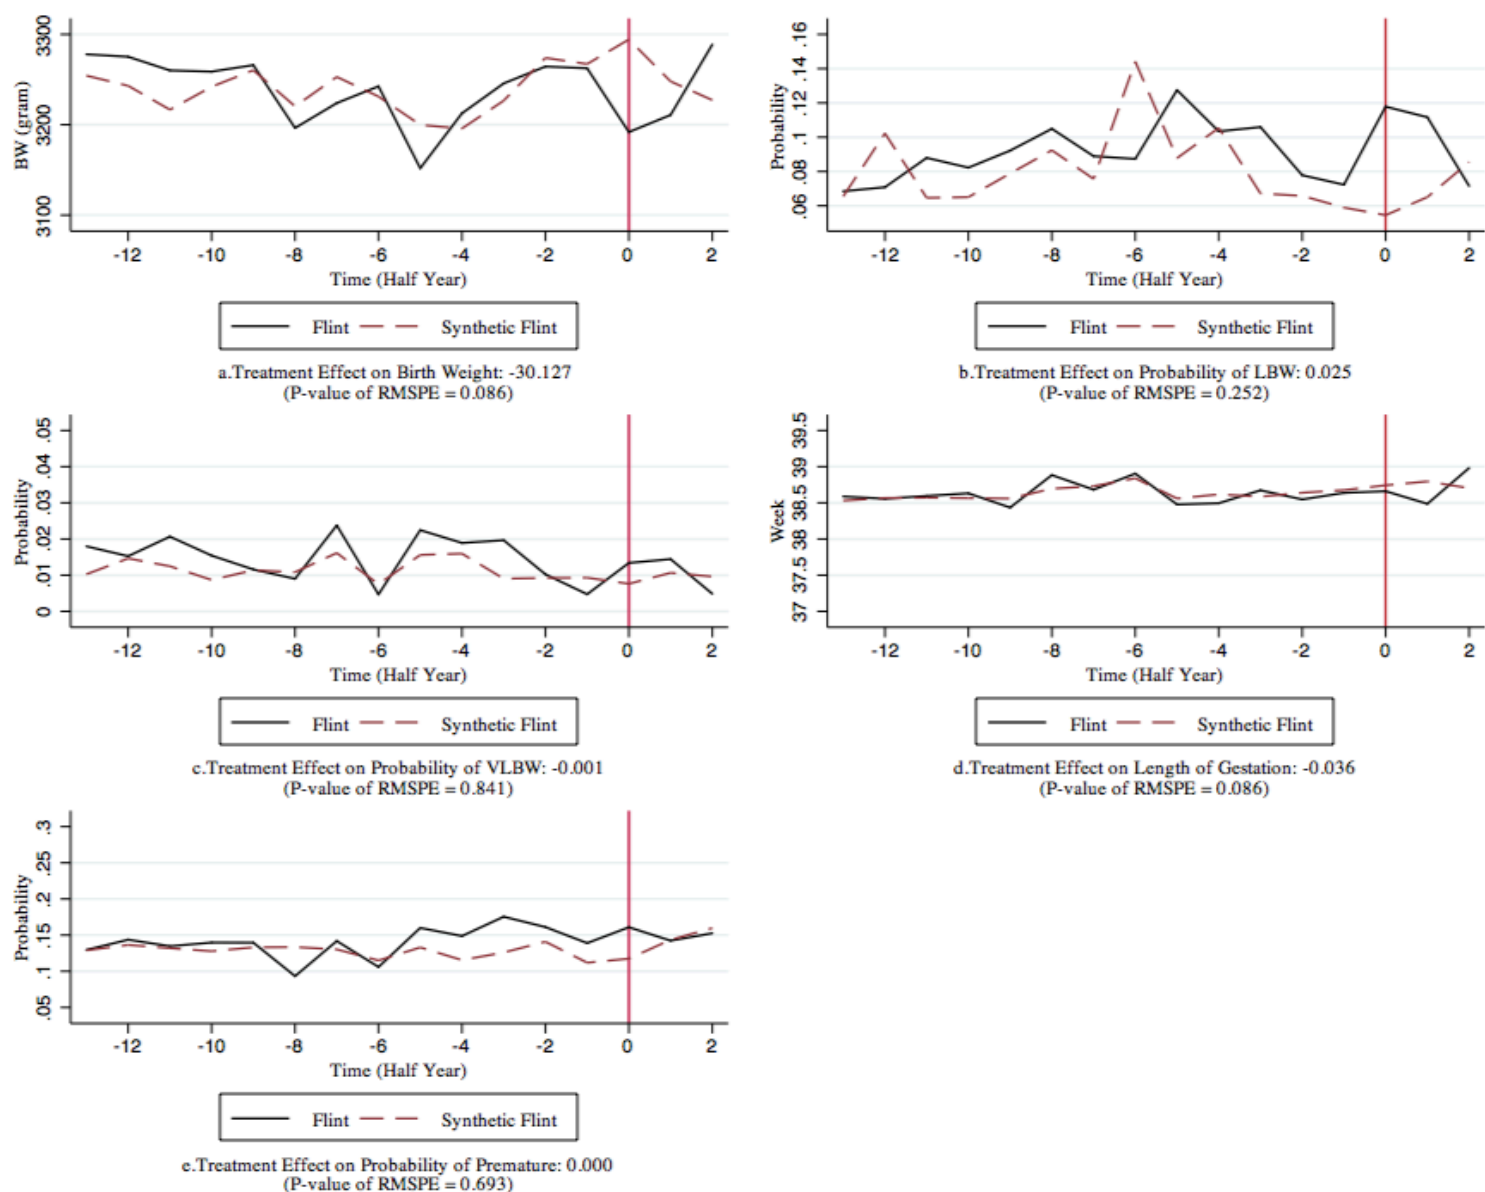 3300
3200
3100
BW (gram)
-12 -10 -8 -6 -4 -2 0 2
Time (Half Year)
Flint Synthetic Flint
a.Treatment Effect on Birth Weight: -30.127
(P-value of RMSPE = 0.086)
.16
.14
.12
.1
.08
.06
Probability
-12 -10 -8 -6 -4 -2 0 2
Time (Half Year)
Flint Synthetic Flint
b.Treatment Effect on Probability of LBW: 0.025
(P-value of RMSPE = 0.252)
.05
.04
.03
.02
.01
0
Probability
-12 -10 -8 -6 -4 -2 0 2
Time (Half Year)
Flint Synthetic Flint
c.Treatment Effect on Probability of VLBW: -0.001
(P-value of RMSPE = 0.841)
39.5
39
38.5
38
37.5
37
Week
-12 -10 -8 -6 -4 -2 0 2
Time (Half Year)
Flint Synthetic Flint
d.Treatment Effect on Length of Gestation: -0.036
(P-value of RMSPE = 0.086)
.3
.25
.2
.15
.1
.05
Probability
-12 -10 -8 -6 -4 -2 0 2
Time (Half Year)
Flint Synthetic Flint
e.Treatment Effect on Probability of Premature: 0.000
(P-value of RMSPE = 0.693)